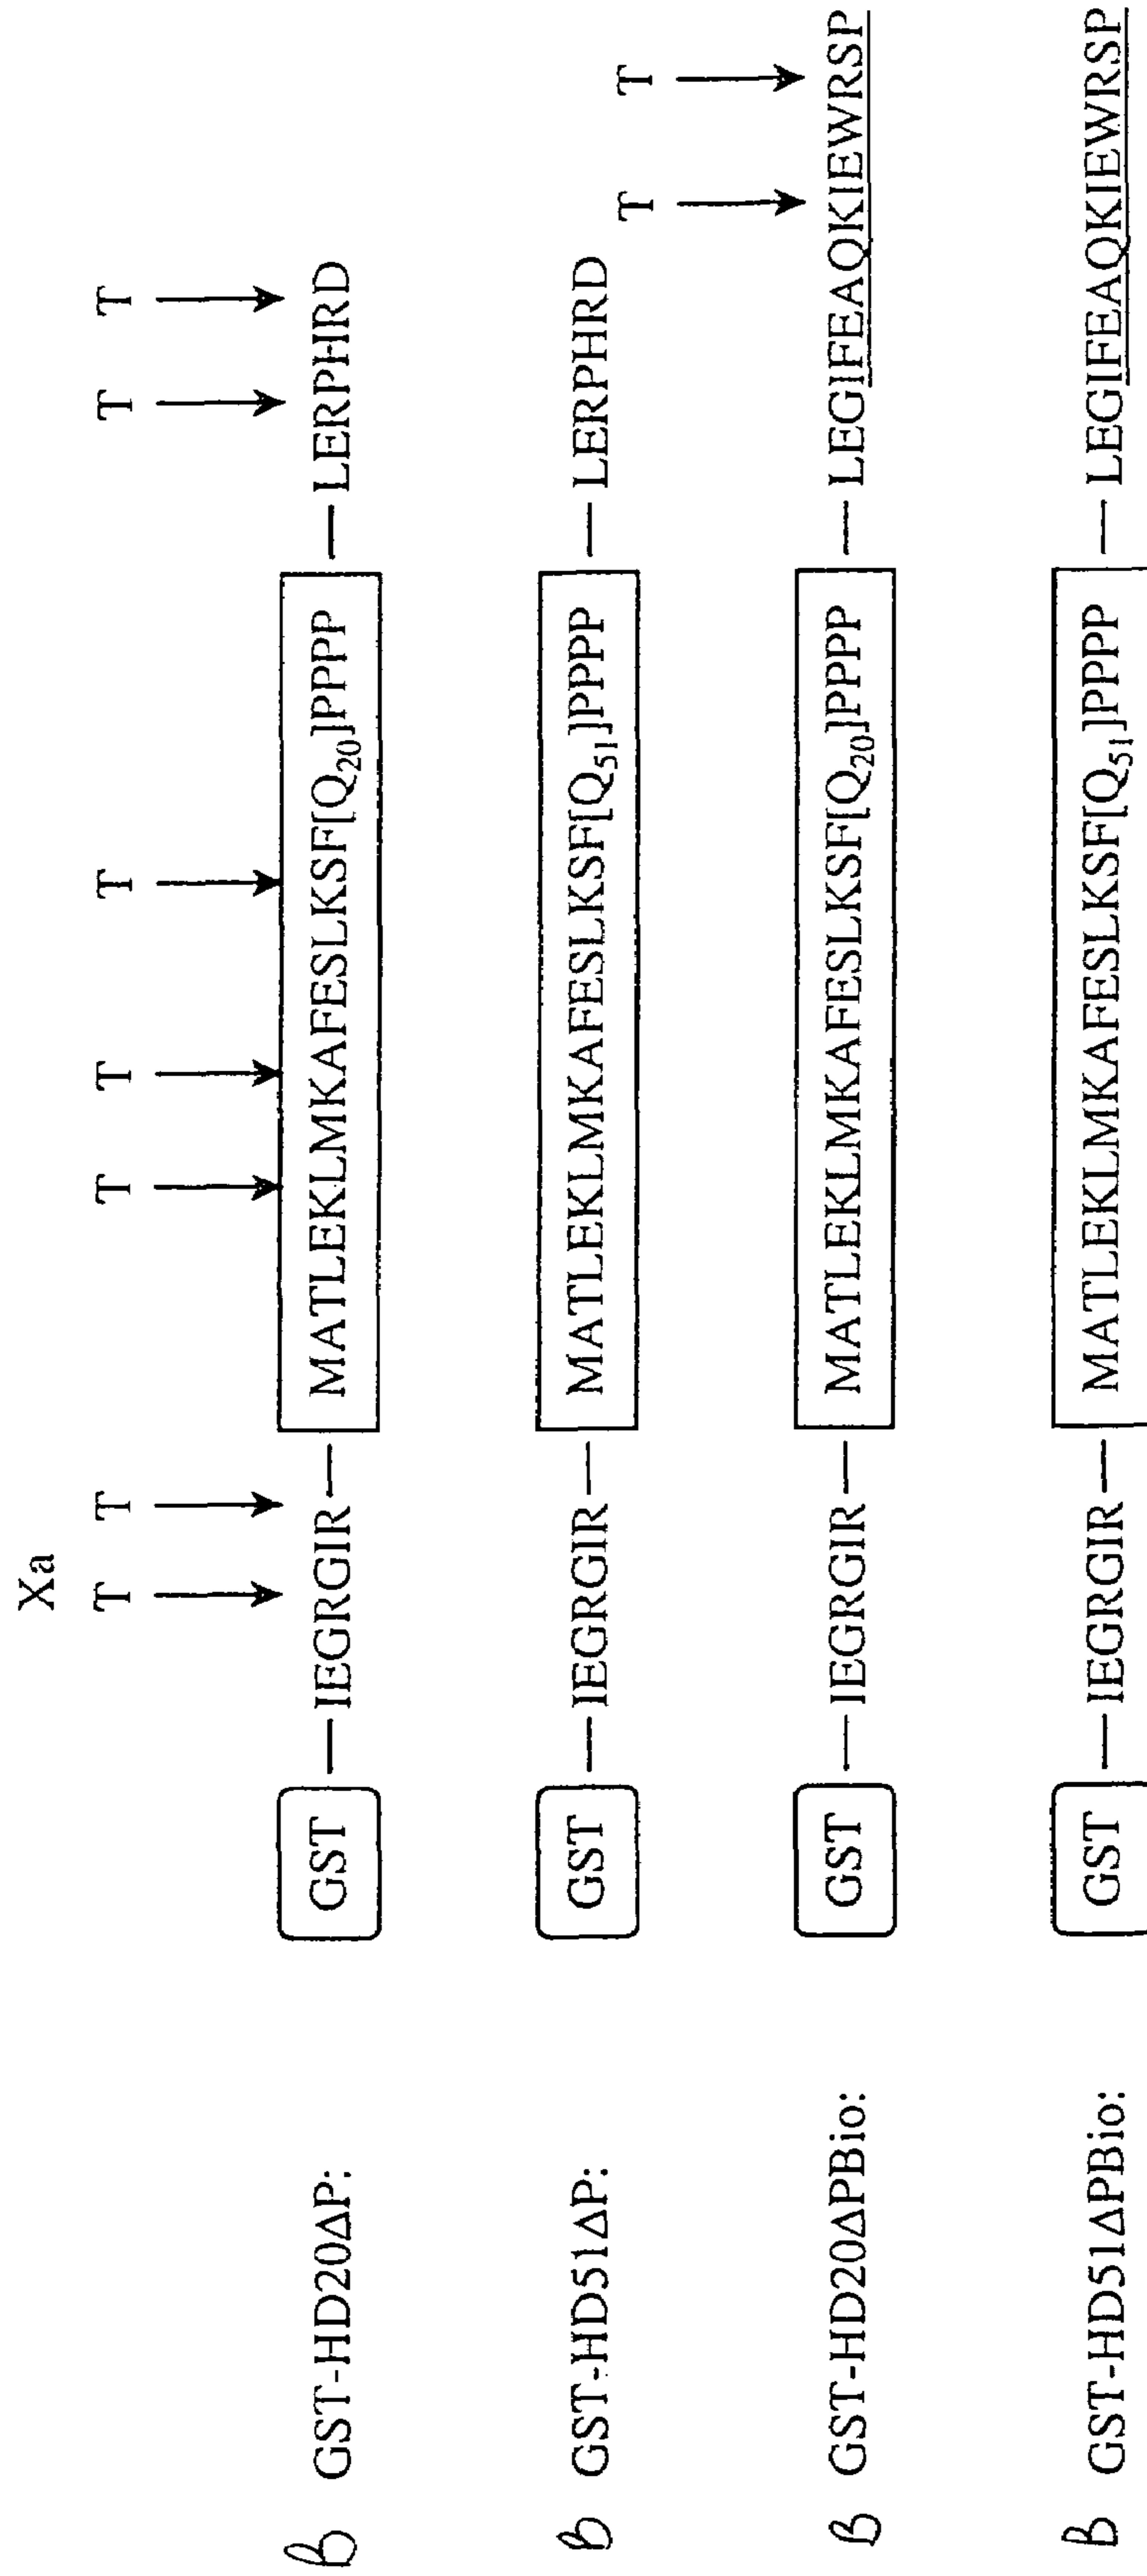 Xa
T T T T T T T
B GST-HD20ΔP: GST — IEGRGIR — MATLEKLMKAFESLKSF[Q₂₀]PPPP — LERPHRD
B GST-HD51ΔP: GST — IEGRGIR — MATLEKLMKAFESLKSF[Q₅₁]PPPP — LERPHRD
T T
B GST-HD20ΔPBio: GST — IEGRGIR — MATLEKLMKAFESLKSF[Q₂₀]PPPP — LEGIFEAQKIEWRSP
B GST-HD51ΔPBio: GST — IEGRGIR — MATLEKLMKAFESLKSF[Q₅₁]PPPP — LEGIFEAQKIEWRSP